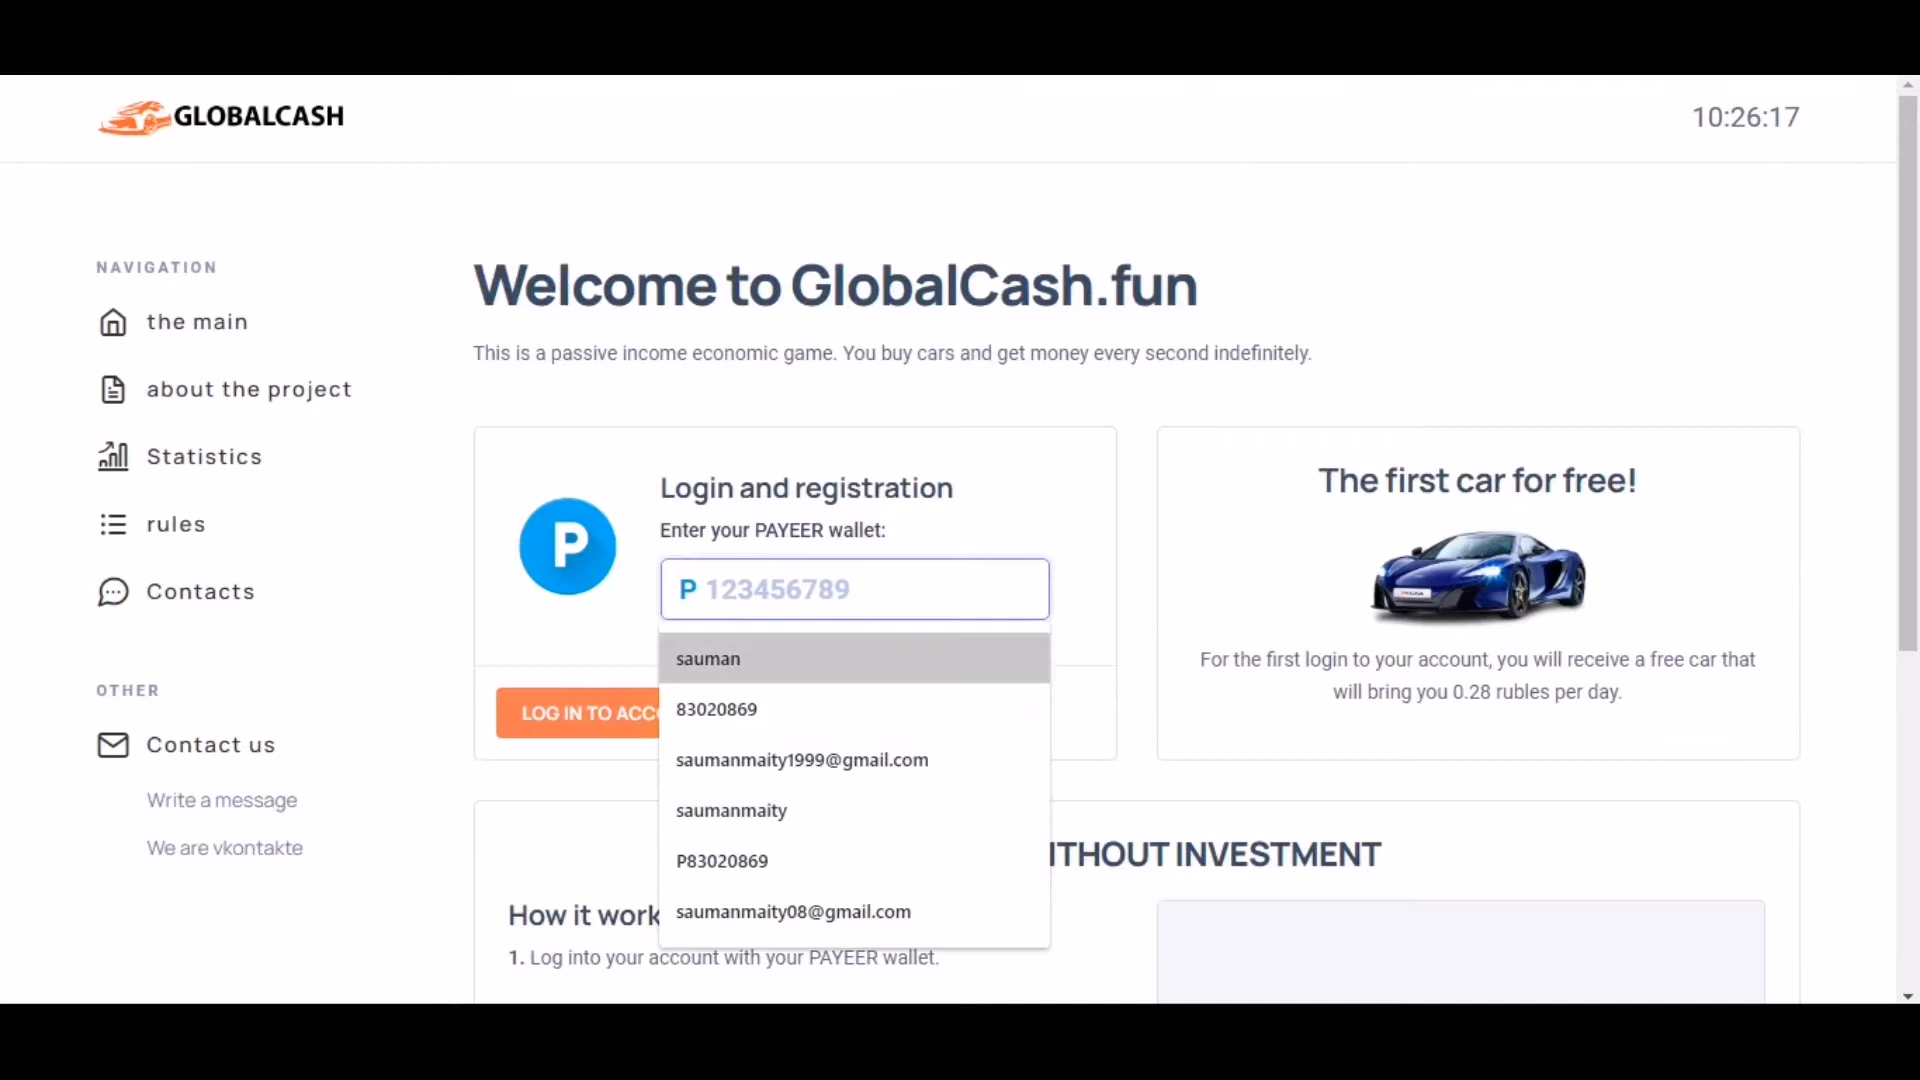 GLOBALCASH
10:26:17
NAVIGATION
the main
about the project
Statistics
rules
Contacts
OTHER
Contact us
Write a message
We are vkontakte
Welcome to GlobalCash.fun
This is a passive income economic game. You buy cars and get money every second indefinitely.
P
Login and registration
Enter your PAYEER wallet:
P 123456789
sauman
83020869
saumanmaity1999@gmail.com
saumanmaity
P83020869
saumanmaity08@gmail.com
LOG IN TO ACCO
The first car for free!
For the first login to your account, you will receive a free car that
will bring you 0.28 rubles per day.
ITHOUT INVESTMENT
How it work
1. Log into your account with your PAYEER wallet.